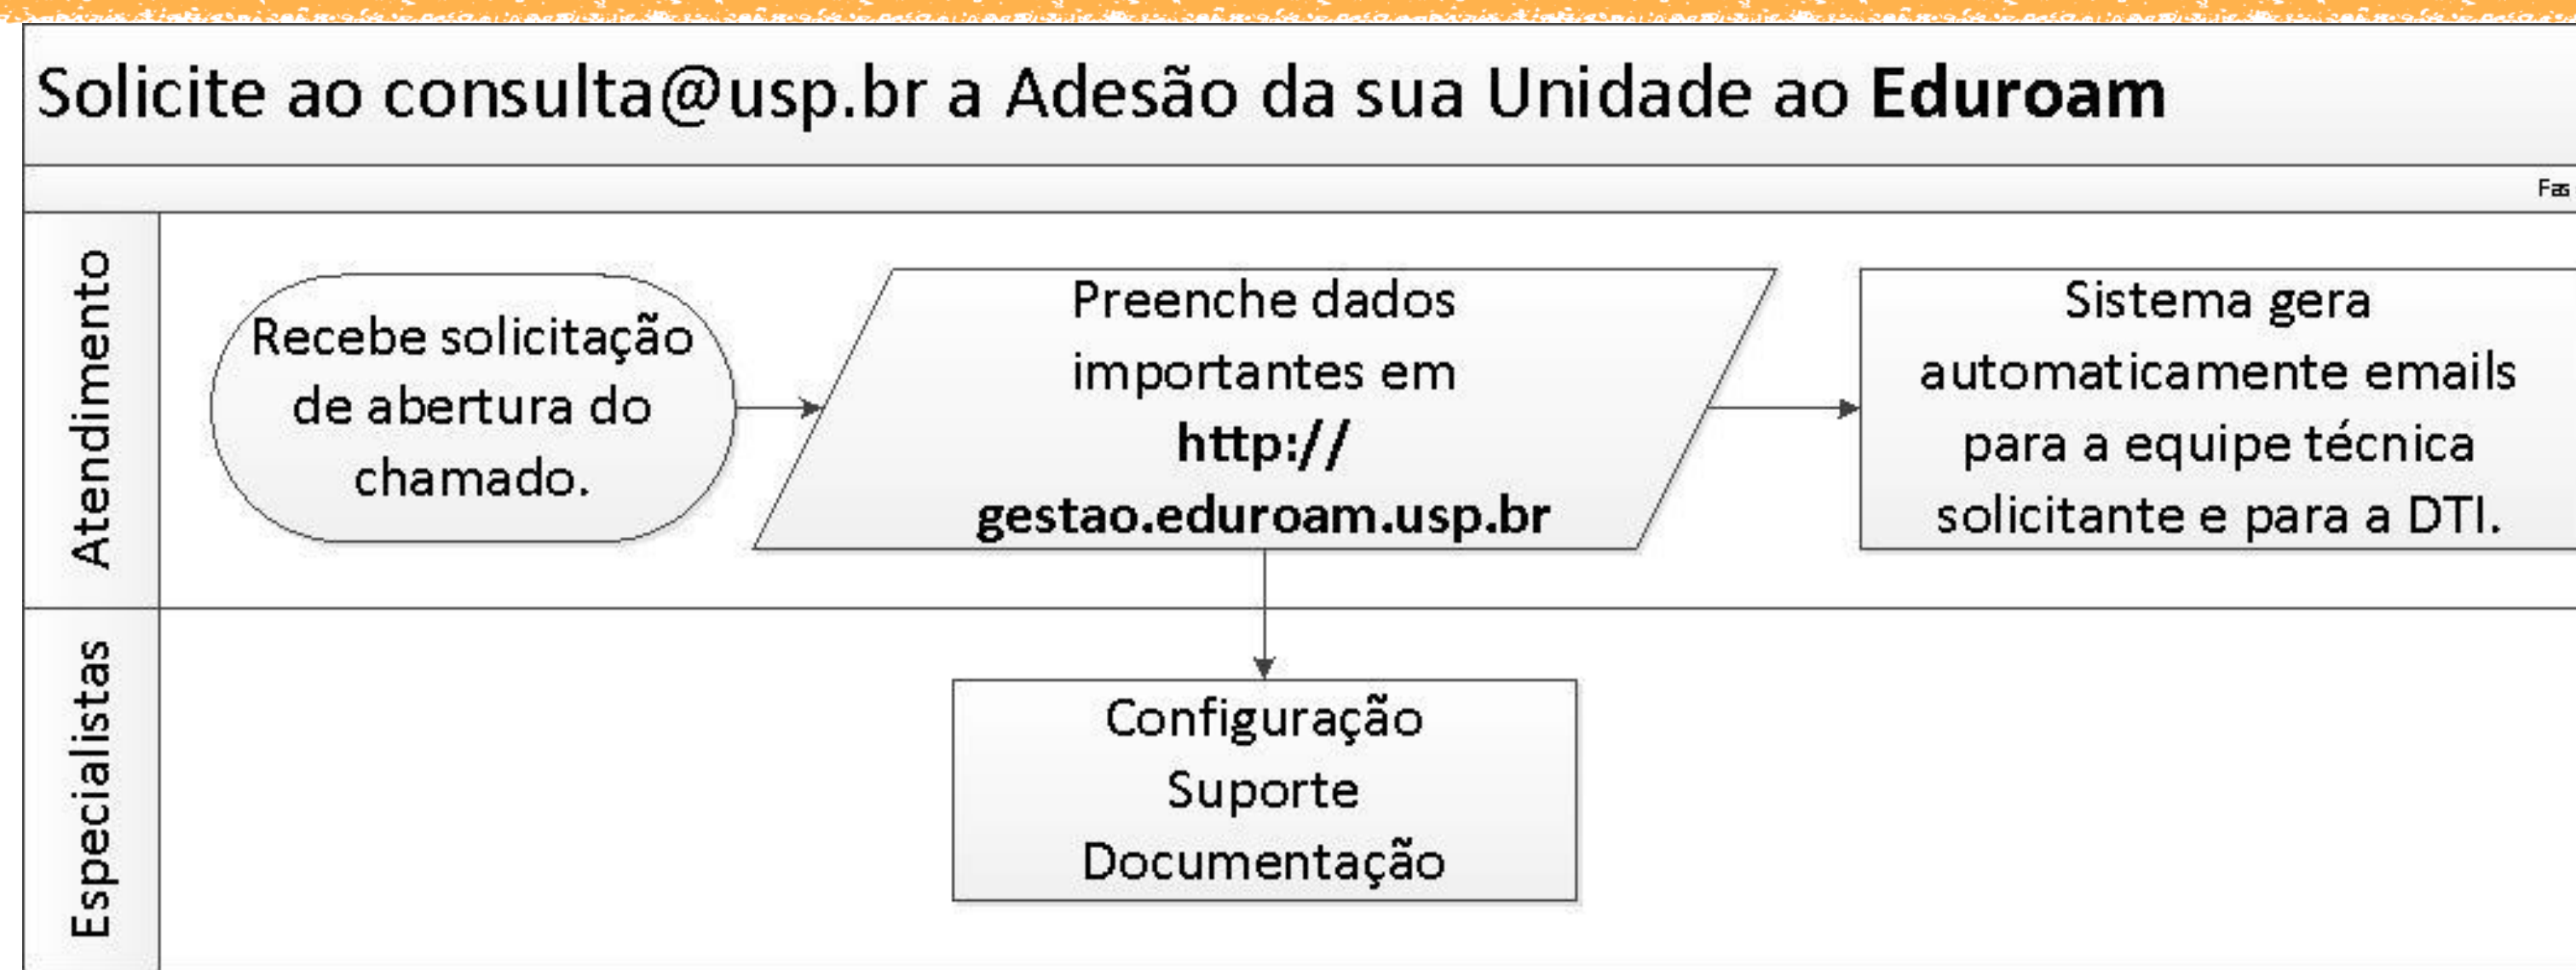 Solicite ao consulta@usp.br a Adesão da sua Unidade ao Eduroam
Fas
Atendimento
Recebe solicitação
de abertura do
chamado.
Preenche dados
importantes em
http://
gestao.eduroam.usp.br
Sistema gera
automaticamente emails
para a equipe técnica
solicitante e para a DTI.
Especialistas
Configuração
Suporte
Documentação